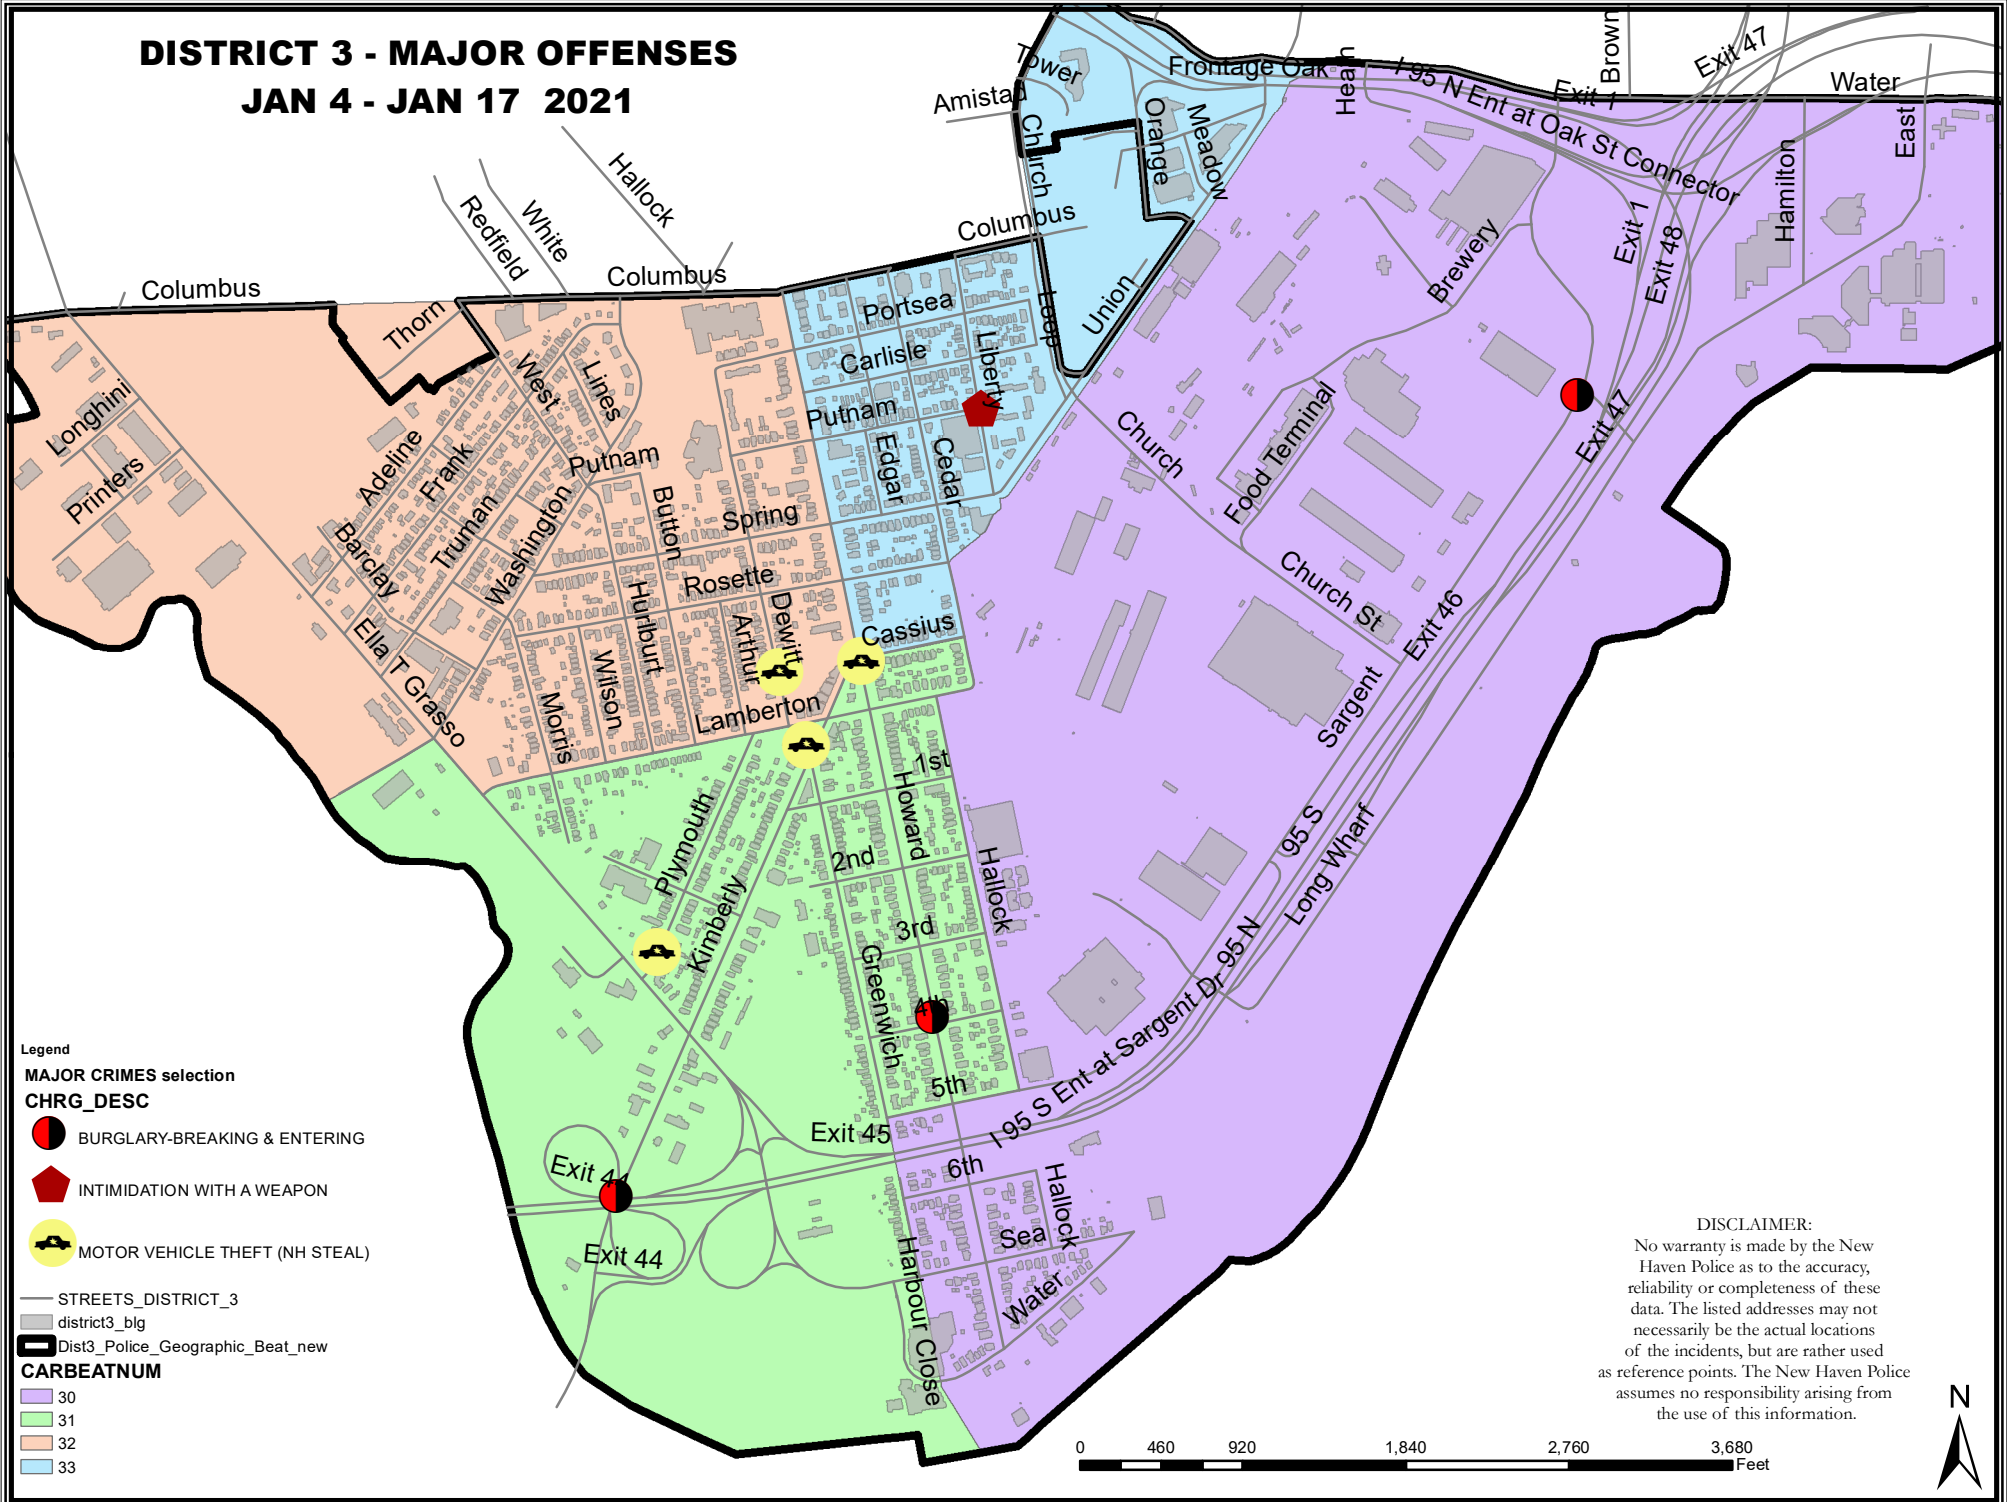 DISTRICT 3 - MAJOR OFFENSES
JAN 4 - JAN 17 2021
Tower
Amistad
Church
Frontage Oak
Heath
I 95 N Ent at Oak St Connector
Exit 1
Brown
Exit 47
Water
East
Hamilton
Orange
Meadow
Hallock
White
Redfield
Columbus
Columbus
Columbus
Thorn
Portsea
Carlisle
Liberty
Loop
Union
Brewery
Exit 1
Exit 48
Longhini
Printers
West
Lines
Adeline
Frank
Truman
Washington
Barclay
Putnam
Button
Putnam
Edgar
Cedar
Church
Food Terminal
Exit 47
Spring
Rosette
Hurlburt
Dewitt
Arthur
Cassius
Church St
Exit 46
Ella T Grasso
Wilson
Morris
Lamberton
Sargent
1st
Howard
Plymouth
Kimberly
2nd
Hallock
95 S
Long Wharf
3rd
Greenwich
95 N
4th
5th
I 95 S Ent at Sargent Dr
Exit 45
6th
Exit 44
Hallock
Exit 44
Sea
Water
Harbour Close
Legend
MAJOR CRIMES selection
CHRG_DESC
BURGLARY-BREAKING & ENTERING
INTIMIDATION WITH A WEAPON
MOTOR VEHICLE THEFT (NH STEAL)
STREETS_DISTRICT_3
district3_blg
Dist3_Police_Geographic_Beat_new
CARBEATNUM
30
31
32
33
DISCLAIMER:
No warranty is made by the New
Haven Police as to the accuracy,
reliability or completeness of these
data. The listed addresses may not
necessarily be the actual locations
of the incidents, but are rather used
as reference points. The New Haven Police
assumes no responsibility arising from
the use of this information.
N
0 460 920 1,840 2,760 3,680
Feet